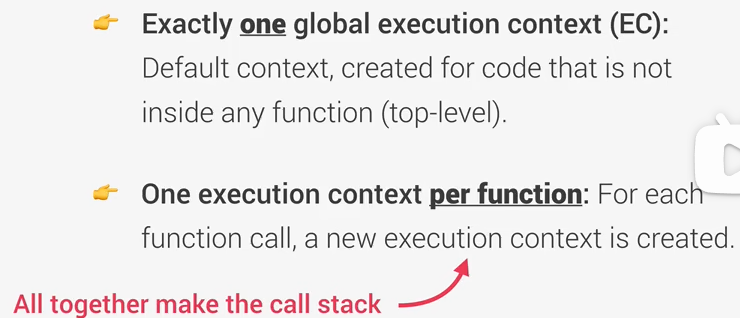 Exactly one global execution context (EC):
Default context, created for code that is not
inside any function (top-level).
One execution context per function: For each
function call, a new execution context is created.
All together make the call stack